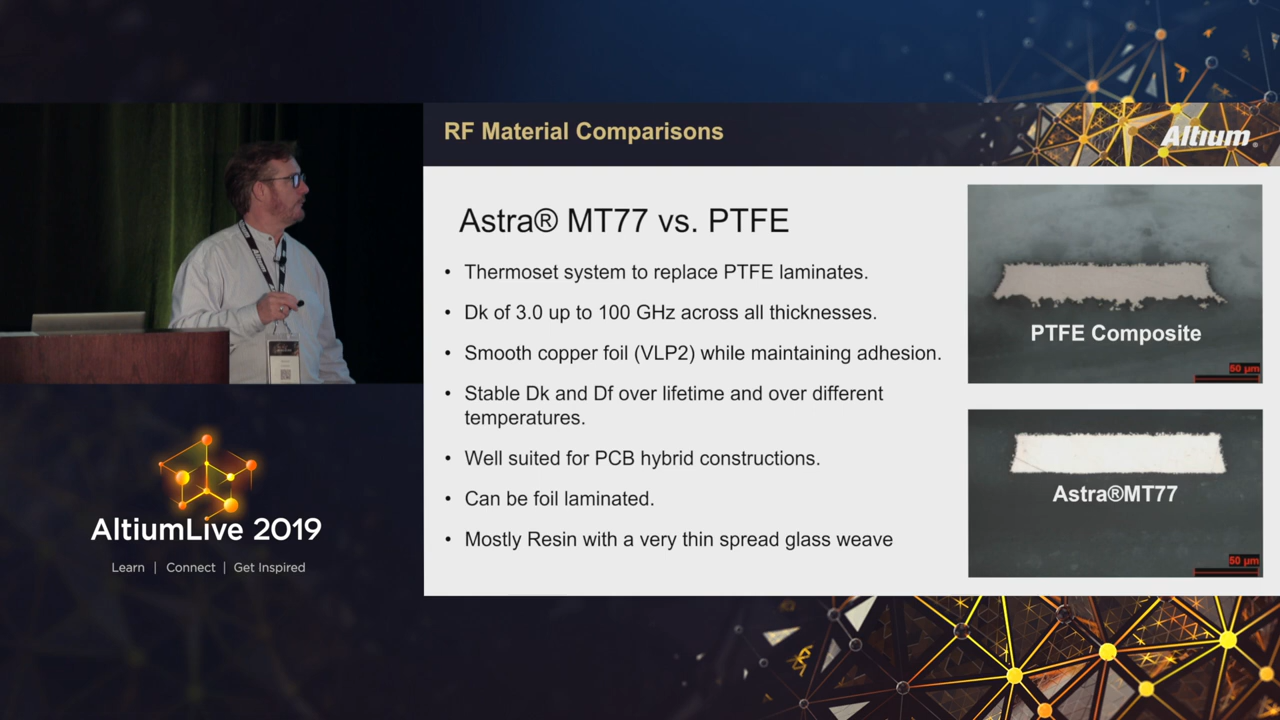 RF Material Comparisons
Altium
Astra® MT77 vs. PTFE
• Thermoset system to replace PTFE laminates.
• Dk of 3.0 up to 100 GHz across all thicknesses.
• Smooth copper foil (VLP2) while maintaining adhesion.
• Stable Dk and Df over lifetime and over different
temperatures.
• Well suited for PCB hybrid constructions.
• Can be foil laminated.
• Mostly Resin with a very thin spread glass weave
PTFE Composite
50 µm
Astra®MT77
50 µm
AltiumLive 2019
Learn | Connect | Get Inspired